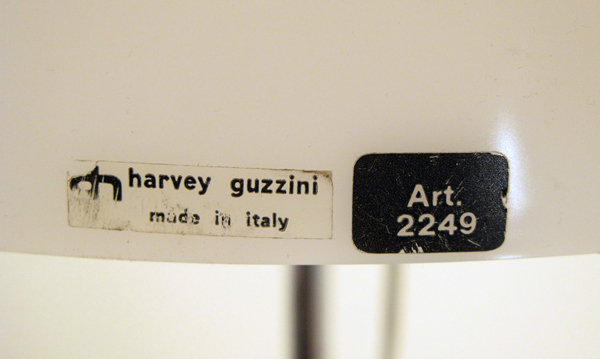 harvey guzzini
made in italy
Art.
2249